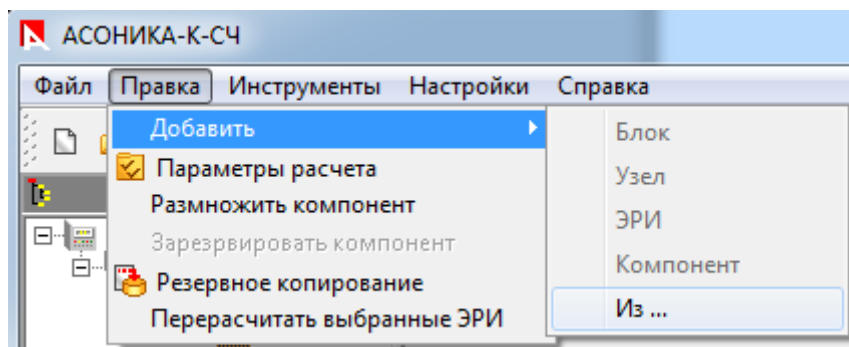 АСОНИКА-К-СЧ
Файл Правка Инструменты Настройки Справка
Добавить
Параметры расчета
Размножить компонент
Зарезрвировать компонент
Резервное копирование
Перерасчитать выбранные ЭРИ
Блок
Узел
ЭРИ
Компонент
Из ...